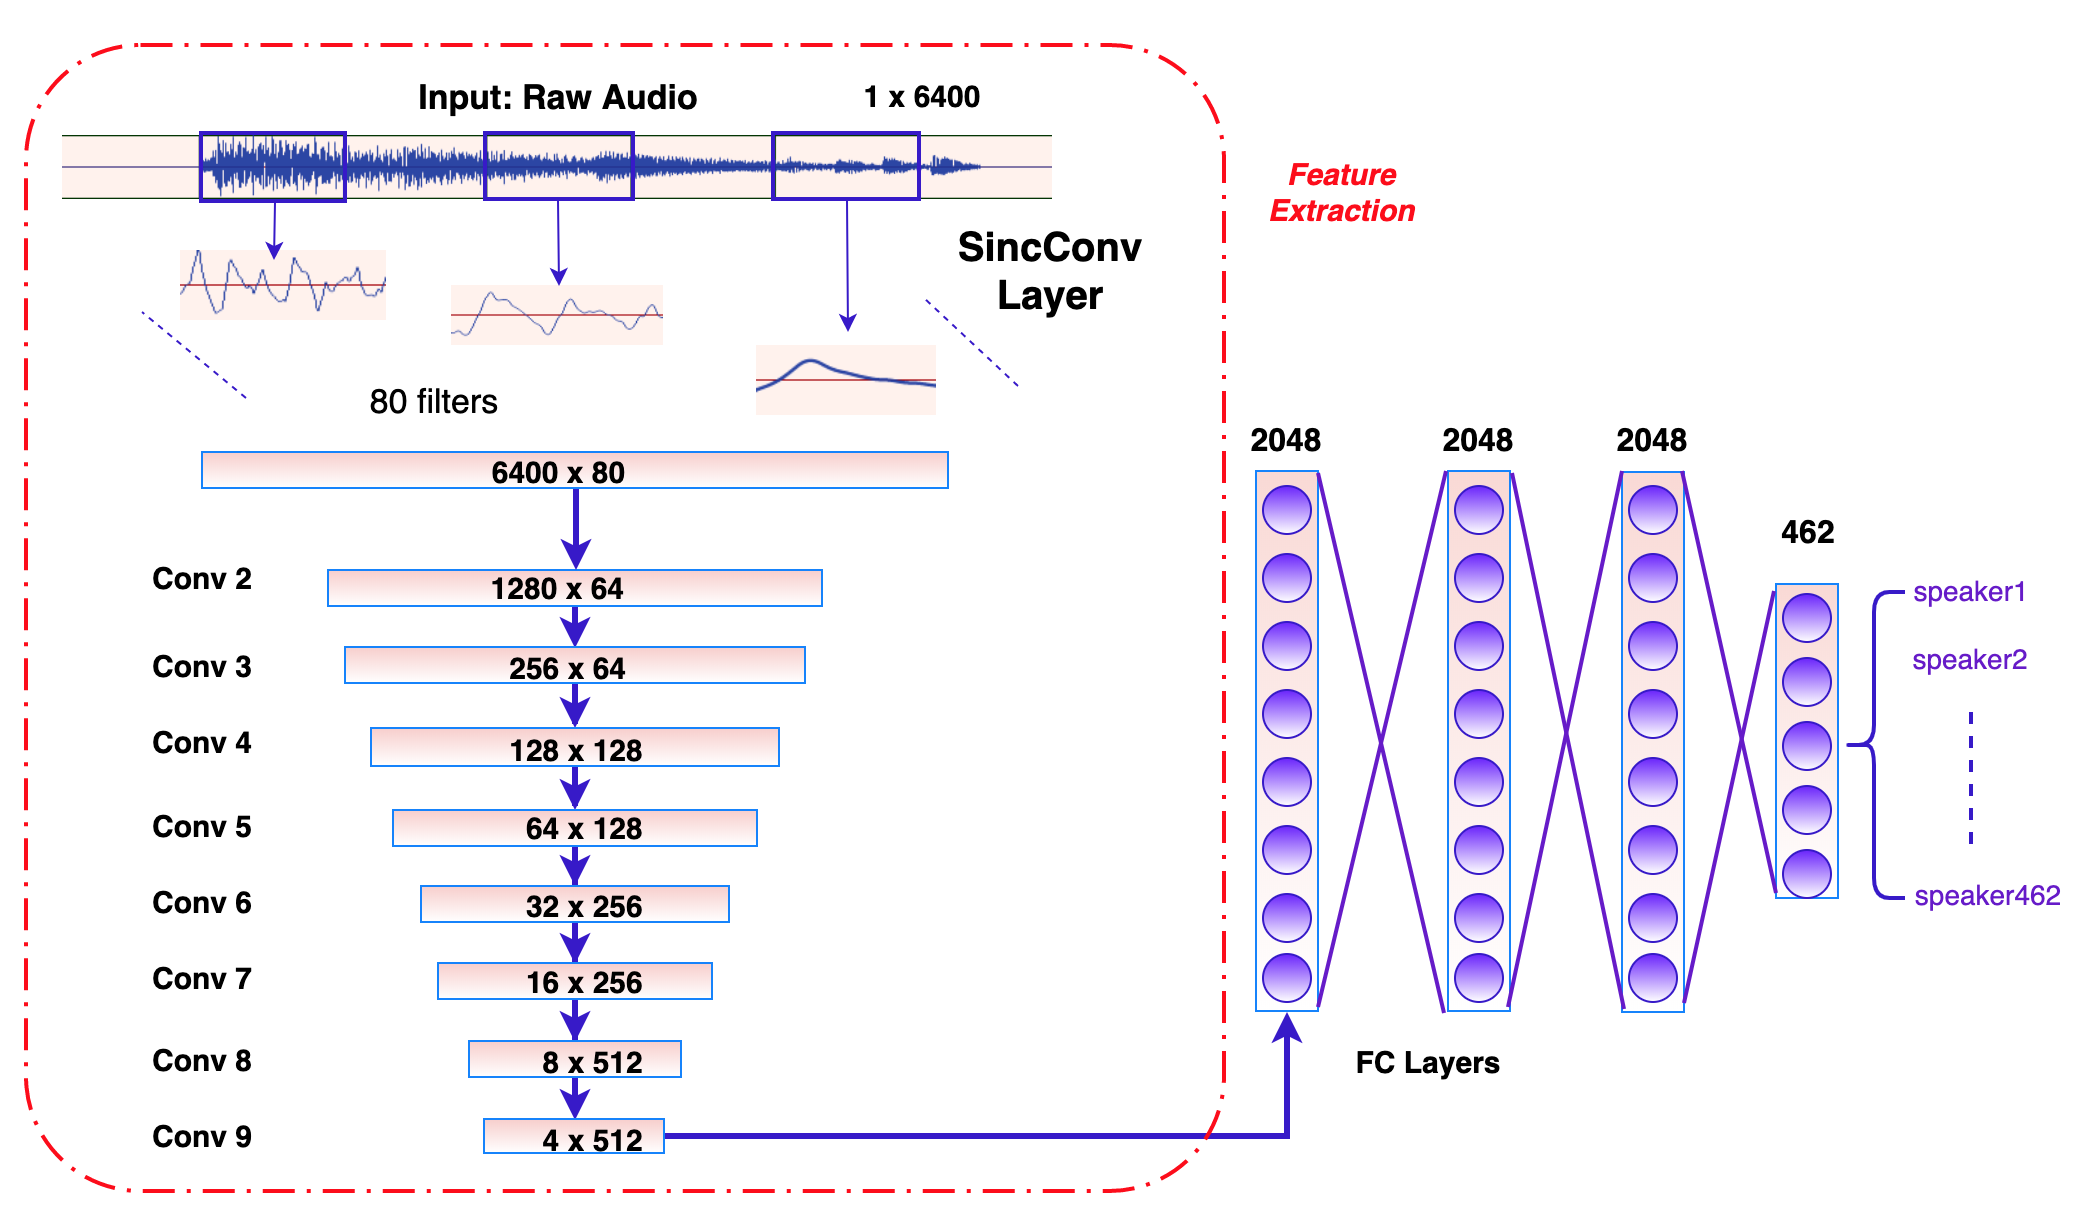 Input: Raw Audio
1 x 6400
Feature
Extraction
SincConv
Layer
80 filters
6400 x 80
Conv 2
1280 x 64
Conv 3
256 x 64
Conv 4
128 x 128
Conv 5
64 x 128
Conv 6
32 x 256
Conv 7
16 x 256
Conv 8
8 x 512
Conv 9
4 x 512
2048
2048
2048
462
speaker1
speaker2
speaker462
FC Layers